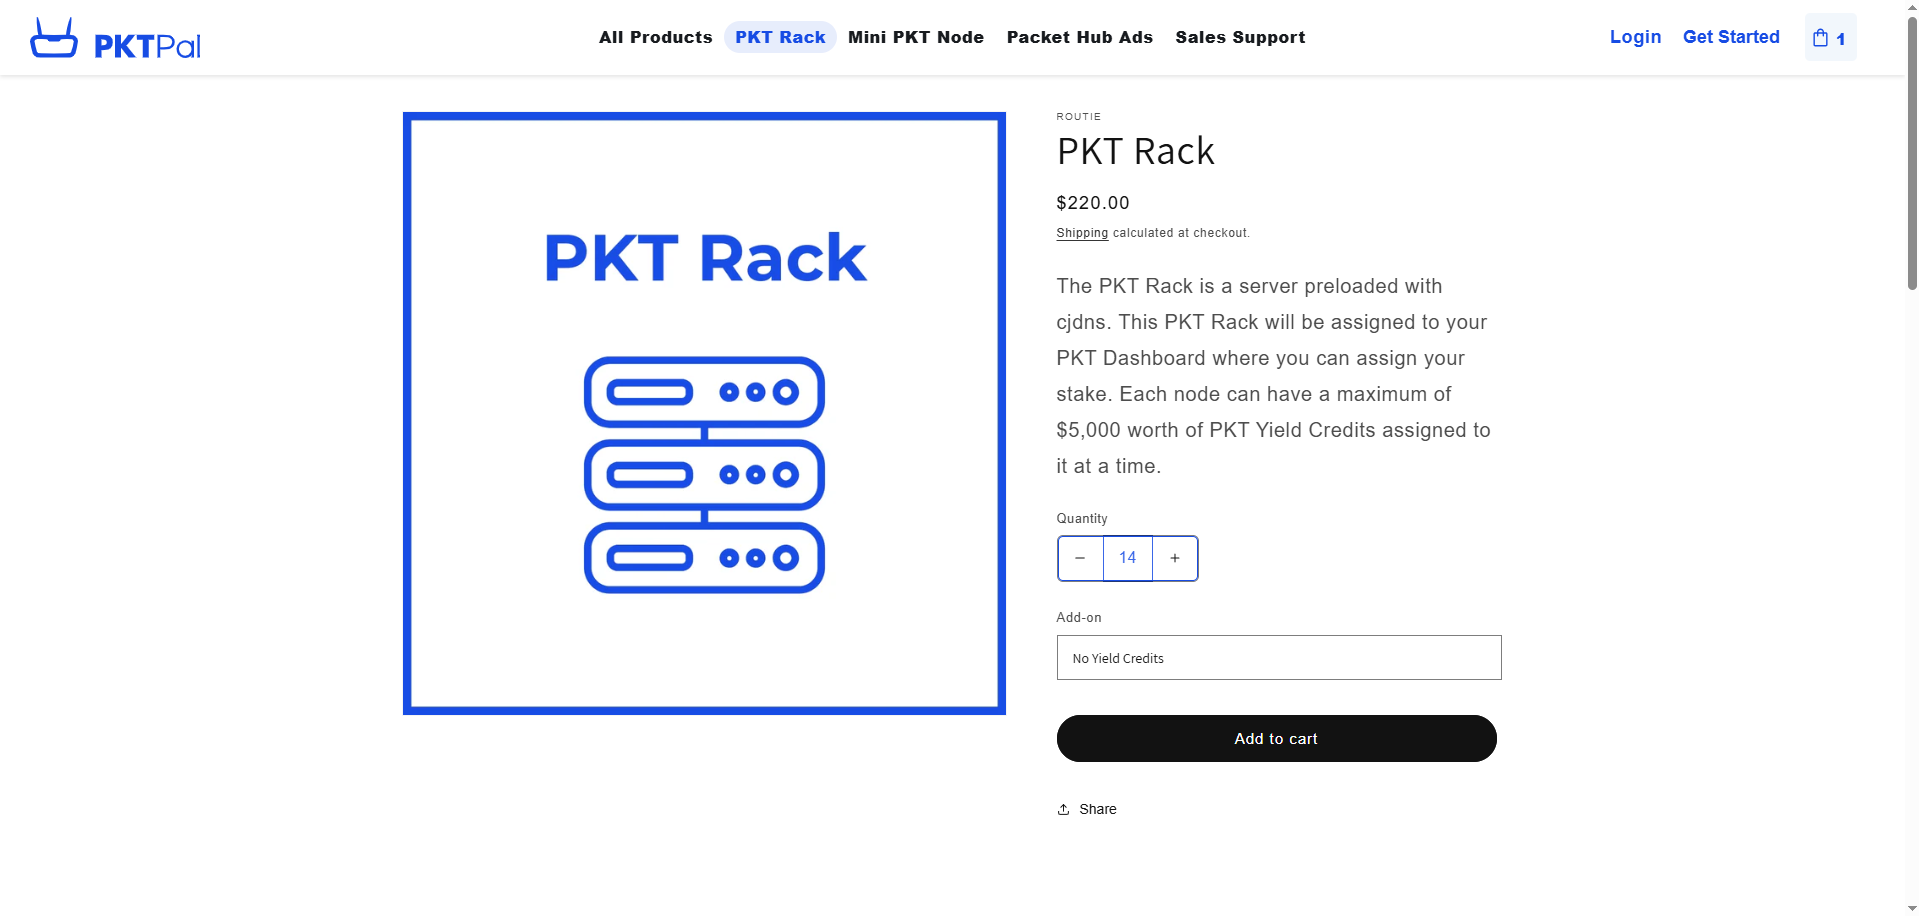 PKTPal
All Products PKT Rack Mini PKT Node Packet Hub Ads Sales Support
Login Get Started 1
PKT Rack
ROUTIE
PKT Rack
$220.00
Shipping calculated at checkout.
The PKT Rack is a server preloaded with
cjdns. This PKT Rack will be assigned to your
PKT Dashboard where you can assign your
stake. Each node can have a maximum of
$5,000 worth of PKT Yield Credits assigned to
it at a time.
Quantity
− 14 +
Add-on
No Yield Credits
Add to cart
Share